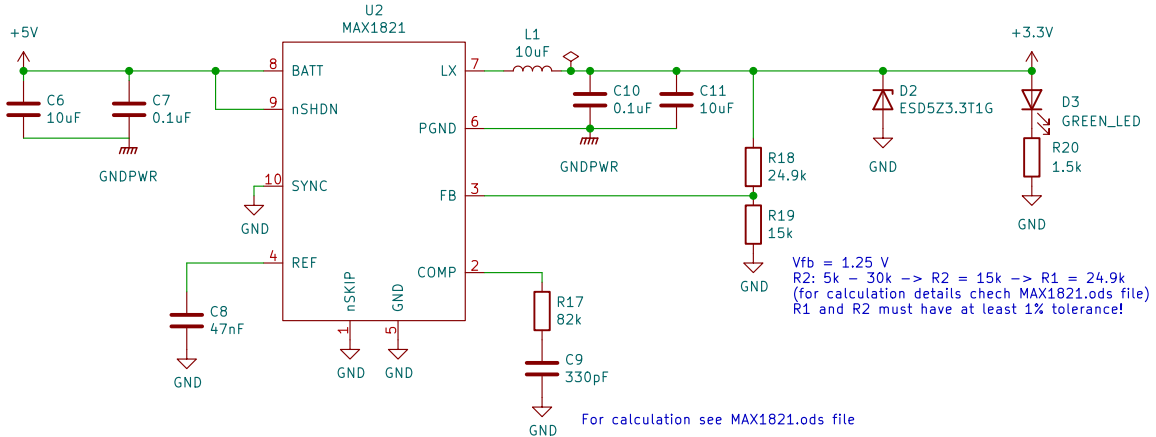 U2
MAX1821
+5V
+3.3V
L1
10uF
8
BATT
LX
7
9
nSHDN
C6
10uF
C7
0.1uF
C10
0.1uF
C11
10uF
D2
ESD5Z3.3T1G
D3
GREEN_LED
PGND
6
GNDPWR
GNDPWR
GND
R18
24.9k
R20
1.5k
10
SYNC
FB
3
GND
R19
15k
GND
4
REF
COMP
2
GND
Vfb = 1.25 V
R2: 5k - 30k -> R2 = 15k -> R1 = 24.9k
(for calculation details chech MAX1821.ods file)
R1 and R2 must have at least 1% tolerance!
nSKIP
GND
1
5
R17
82k
C8
47nF
GND
GND
GND
C9
330pF
GND
For calculation see MAX1821.ods file